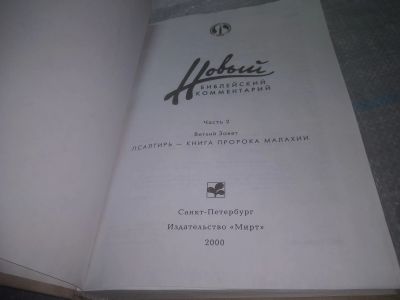 Новый
БИБЛЕЙСКИЙ
КОММЕНТАРИЙ
Часть 2
Ветхий Завет
ПСАЛТИРЬ — КНИГА ПРОРОКА МАЛАХИИ
Санкт-Петербург
Издательство «Мирт»
2000